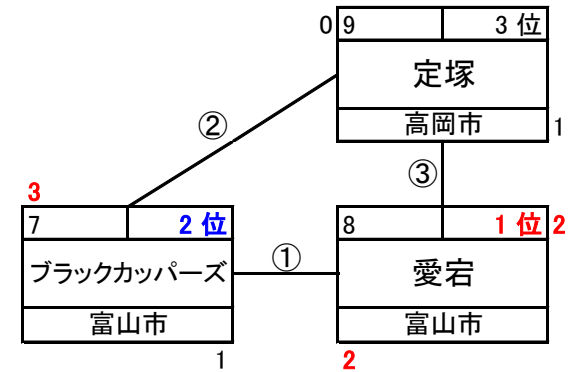 0 9 3 位
定塚
高岡市 1
②
③
3
7 2 位
ブラックカッパーズ
富山市
1
①
8 1 位 2
愛宕
富山市
2